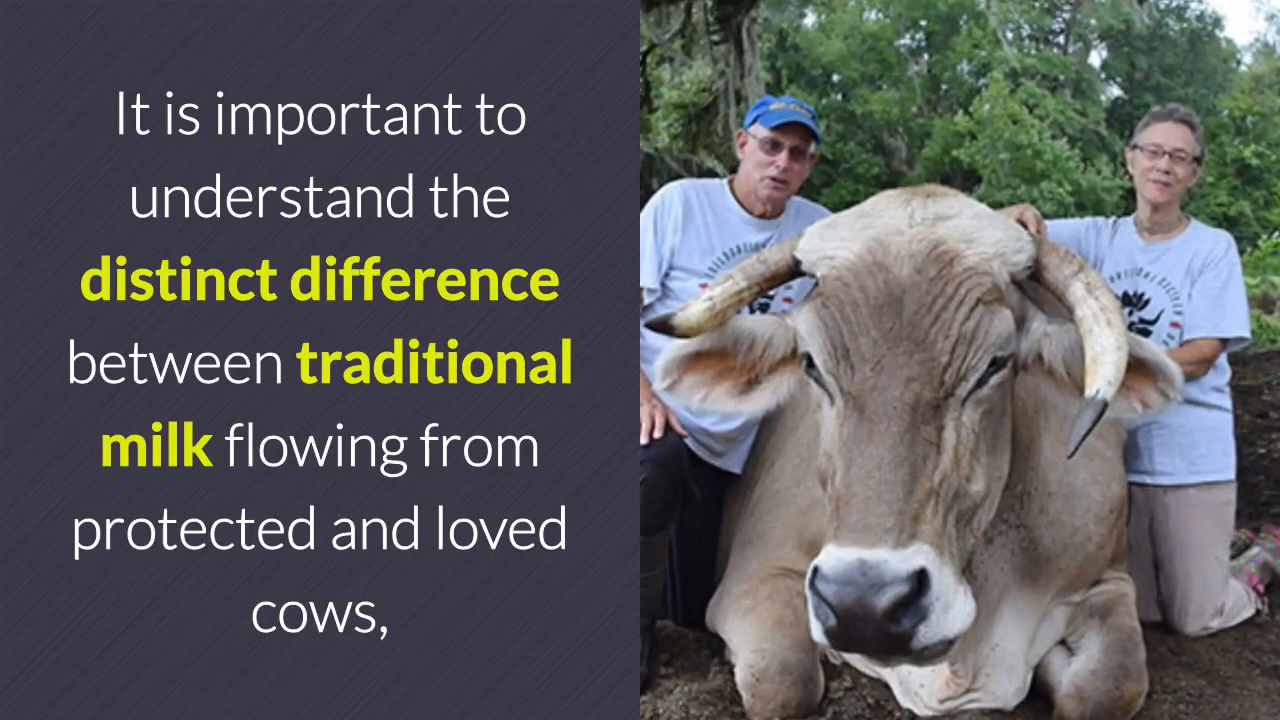 It is important to
understand the
distinct difference
between traditional
milk flowing from
protected and loved
cows,